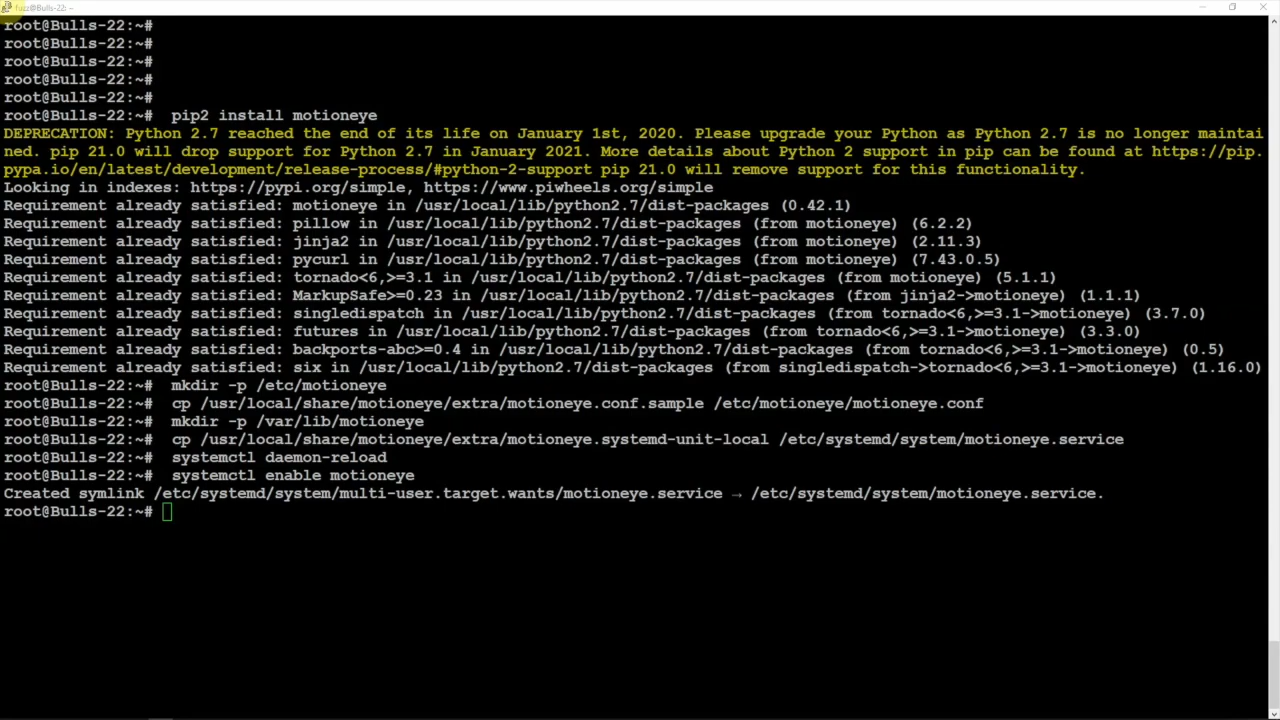 fuzz@Bulls-22: ~
root@Bulls-22:~#
root@Bulls-22:~#
root@Bulls-22:~#
root@Bulls-22:~#
root@Bulls-22:~#
root@Bulls-22:~#  pip2 install motioneye
DEPRECATION: Python 2.7 reached the end of its life on January 1st, 2020. Please upgrade your Python as Python 2.7 is no longer maintai
ned. pip 21.0 will drop support for Python 2.7 in January 2021. More details about Python 2 support in pip can be found at https://pip.
pypa.io/en/latest/development/release-process/#python-2-support pip 21.0 will remove support for this functionality.
Looking in indexes: https://pypi.org/simple, https://www.piwheels.org/simple
Requirement already satisfied: motioneye in /usr/local/lib/python2.7/dist-packages (0.42.1)
Requirement already satisfied: pillow in /usr/local/lib/python2.7/dist-packages (from motioneye) (6.2.2)
Requirement already satisfied: jinja2 in /usr/local/lib/python2.7/dist-packages (from motioneye) (2.11.3)
Requirement already satisfied: pycurl in /usr/local/lib/python2.7/dist-packages (from motioneye) (7.43.0.5)
Requirement already satisfied: tornado<6,>=3.1 in /usr/local/lib/python2.7/dist-packages (from motioneye) (5.1.1)
Requirement already satisfied: MarkupSafe>=0.23 in /usr/local/lib/python2.7/dist-packages (from jinja2->motioneye) (1.1.1)
Requirement already satisfied: singledispatch in /usr/local/lib/python2.7/dist-packages (from tornado<6,>=3.1->motioneye) (3.7.0)
Requirement already satisfied: futures in /usr/local/lib/python2.7/dist-packages (from tornado<6,>=3.1->motioneye) (3.3.0)
Requirement already satisfied: backports-abc>=0.4 in /usr/local/lib/python2.7/dist-packages (from tornado<6,>=3.1->motioneye) (0.5)
Requirement already satisfied: six in /usr/local/lib/python2.7/dist-packages (from singledispatch->tornado<6,>=3.1->motioneye) (1.16.0)
root@Bulls-22:~#  mkdir -p /etc/motioneye
root@Bulls-22:~#  cp /usr/local/share/motioneye/extra/motioneye.conf.sample /etc/motioneye/motioneye.conf
root@Bulls-22:~#  mkdir -p /var/lib/motioneye
root@Bulls-22:~#  cp /usr/local/share/motioneye/extra/motioneye.systemd-unit-local /etc/systemd/system/motioneye.service
root@Bulls-22:~#  systemctl daemon-reload
root@Bulls-22:~#  systemctl enable motioneye
Created symlink /etc/systemd/system/multi-user.target.wants/motioneye.service → /etc/systemd/system/motioneye.service.
root@Bulls-22:~#